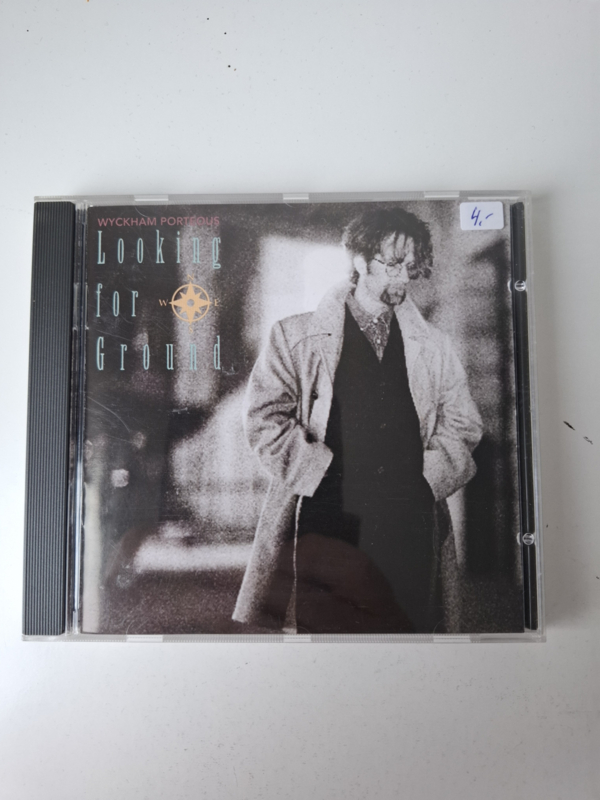 WYCKHAM PORTEOUS
4,-
Looking
for W E
Ground